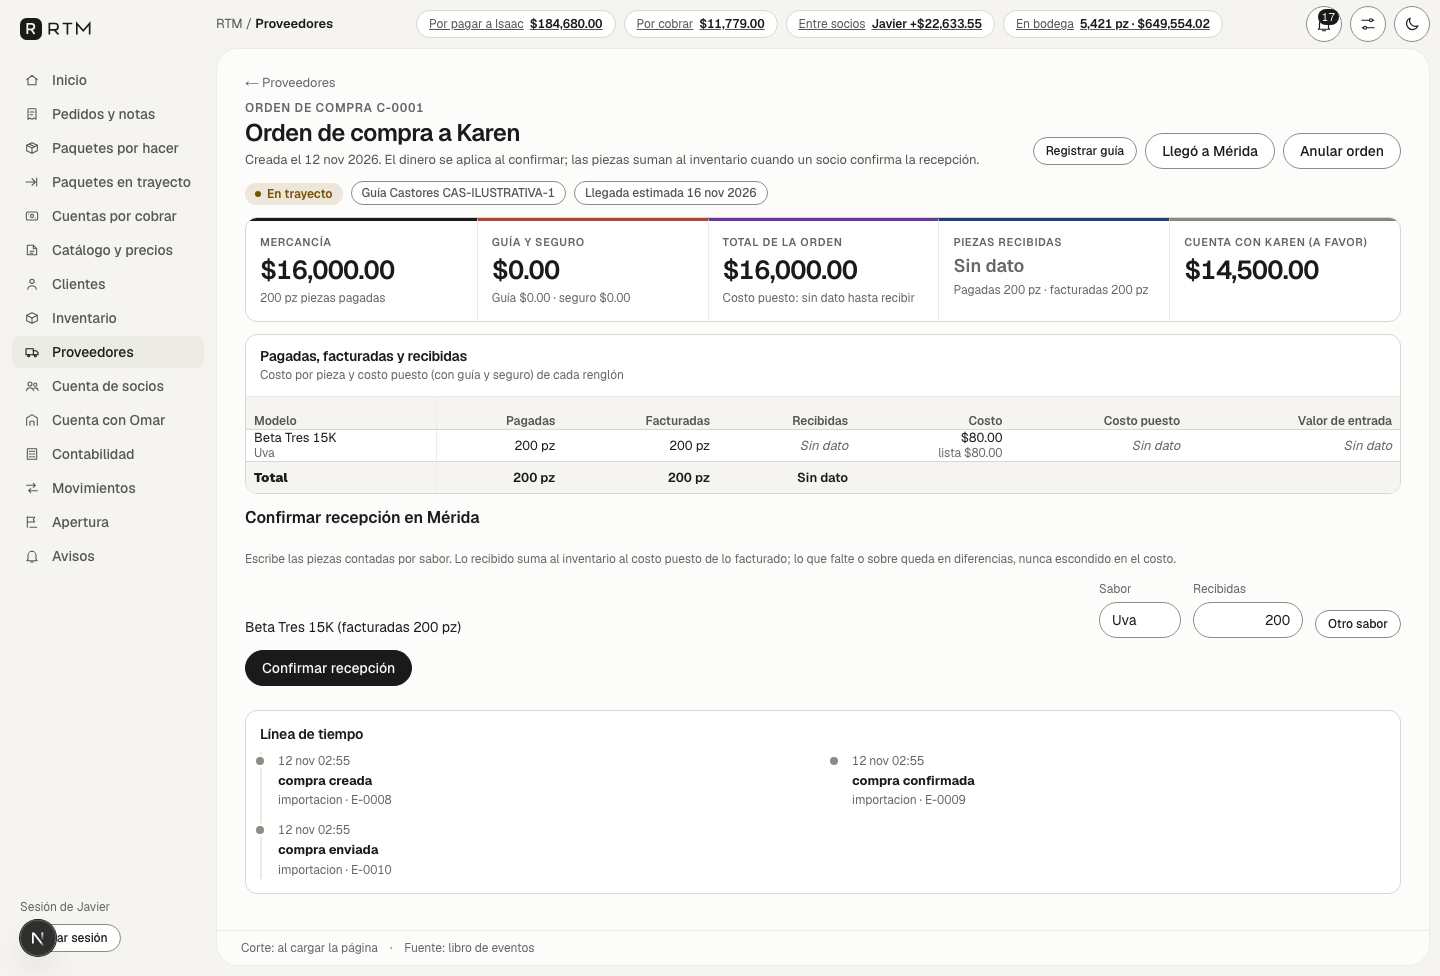 R RTM
RTM / Proveedores
Por pagar a Isaac $184,680.00
Por cobrar $11,779.00
Entre socios Javier +$22,633.55
En bodega 5,421 pz · $649,554.02
17
Inicio
Pedidos y notas
Paquetes por hacer
Paquetes en trayecto
Cuentas por cobrar
Catálogo y precios
Clientes
Inventario
Proveedores
Cuenta de socios
Cuenta con Omar
Contabilidad
Movimientos
Apertura
Avisos
Sesión de Javier
N
ar sesión
← Proveedores
ORDEN DE COMPRA C-0001
Orden de compra a Karen
Creada el 12 nov 2026. El dinero se aplica al confirmar; las piezas suman al inventario cuando un socio confirma la recepción.
Registrar guía
Llegó a Mérida
Anular orden
En trayecto
Guía Castores CAS-ILUSTRATIVA-1
Llegada estimada 16 nov 2026
MERCANCÍA
$16,000.00
200 pz piezas pagadas
GUÍA Y SEGURO
$0.00
Guía $0.00 · seguro $0.00
TOTAL DE LA ORDEN
$16,000.00
Costo puesto: sin dato hasta recibir
PIEZAS RECIBIDAS
Sin dato
Pagadas 200 pz · facturadas 200 pz
CUENTA CON KAREN (A FAVOR)
$14,500.00
Pagadas, facturadas y recibidas
Costo por pieza y costo puesto (con guía y seguro) de cada renglón
Modelo Pagadas Facturadas Recibidas Costo Costo puesto Valor de entrada
Beta Tres 15K 200 pz 200 pz Sin dato $80.00 Sin dato Sin dato
Uva lista $80.00
Total 200 pz 200 pz Sin dato
Confirmar recepción en Mérida
Escribe las piezas contadas por sabor. Lo recibido suma al inventario al costo puesto de lo facturado; lo que falte o sobre queda en diferencias, nunca escondido en el costo.
Sabor Recibidas
Beta Tres 15K (facturadas 200 pz) Uva 200 Otro sabor
Confirmar recepción
Línea de tiempo
12 nov 02:55
compra creada
importacion · E-0008
12 nov 02:55
compra confirmada
importacion · E-0009
12 nov 02:55
compra enviada
importacion · E-0010
Corte: al cargar la página · Fuente: libro de eventos